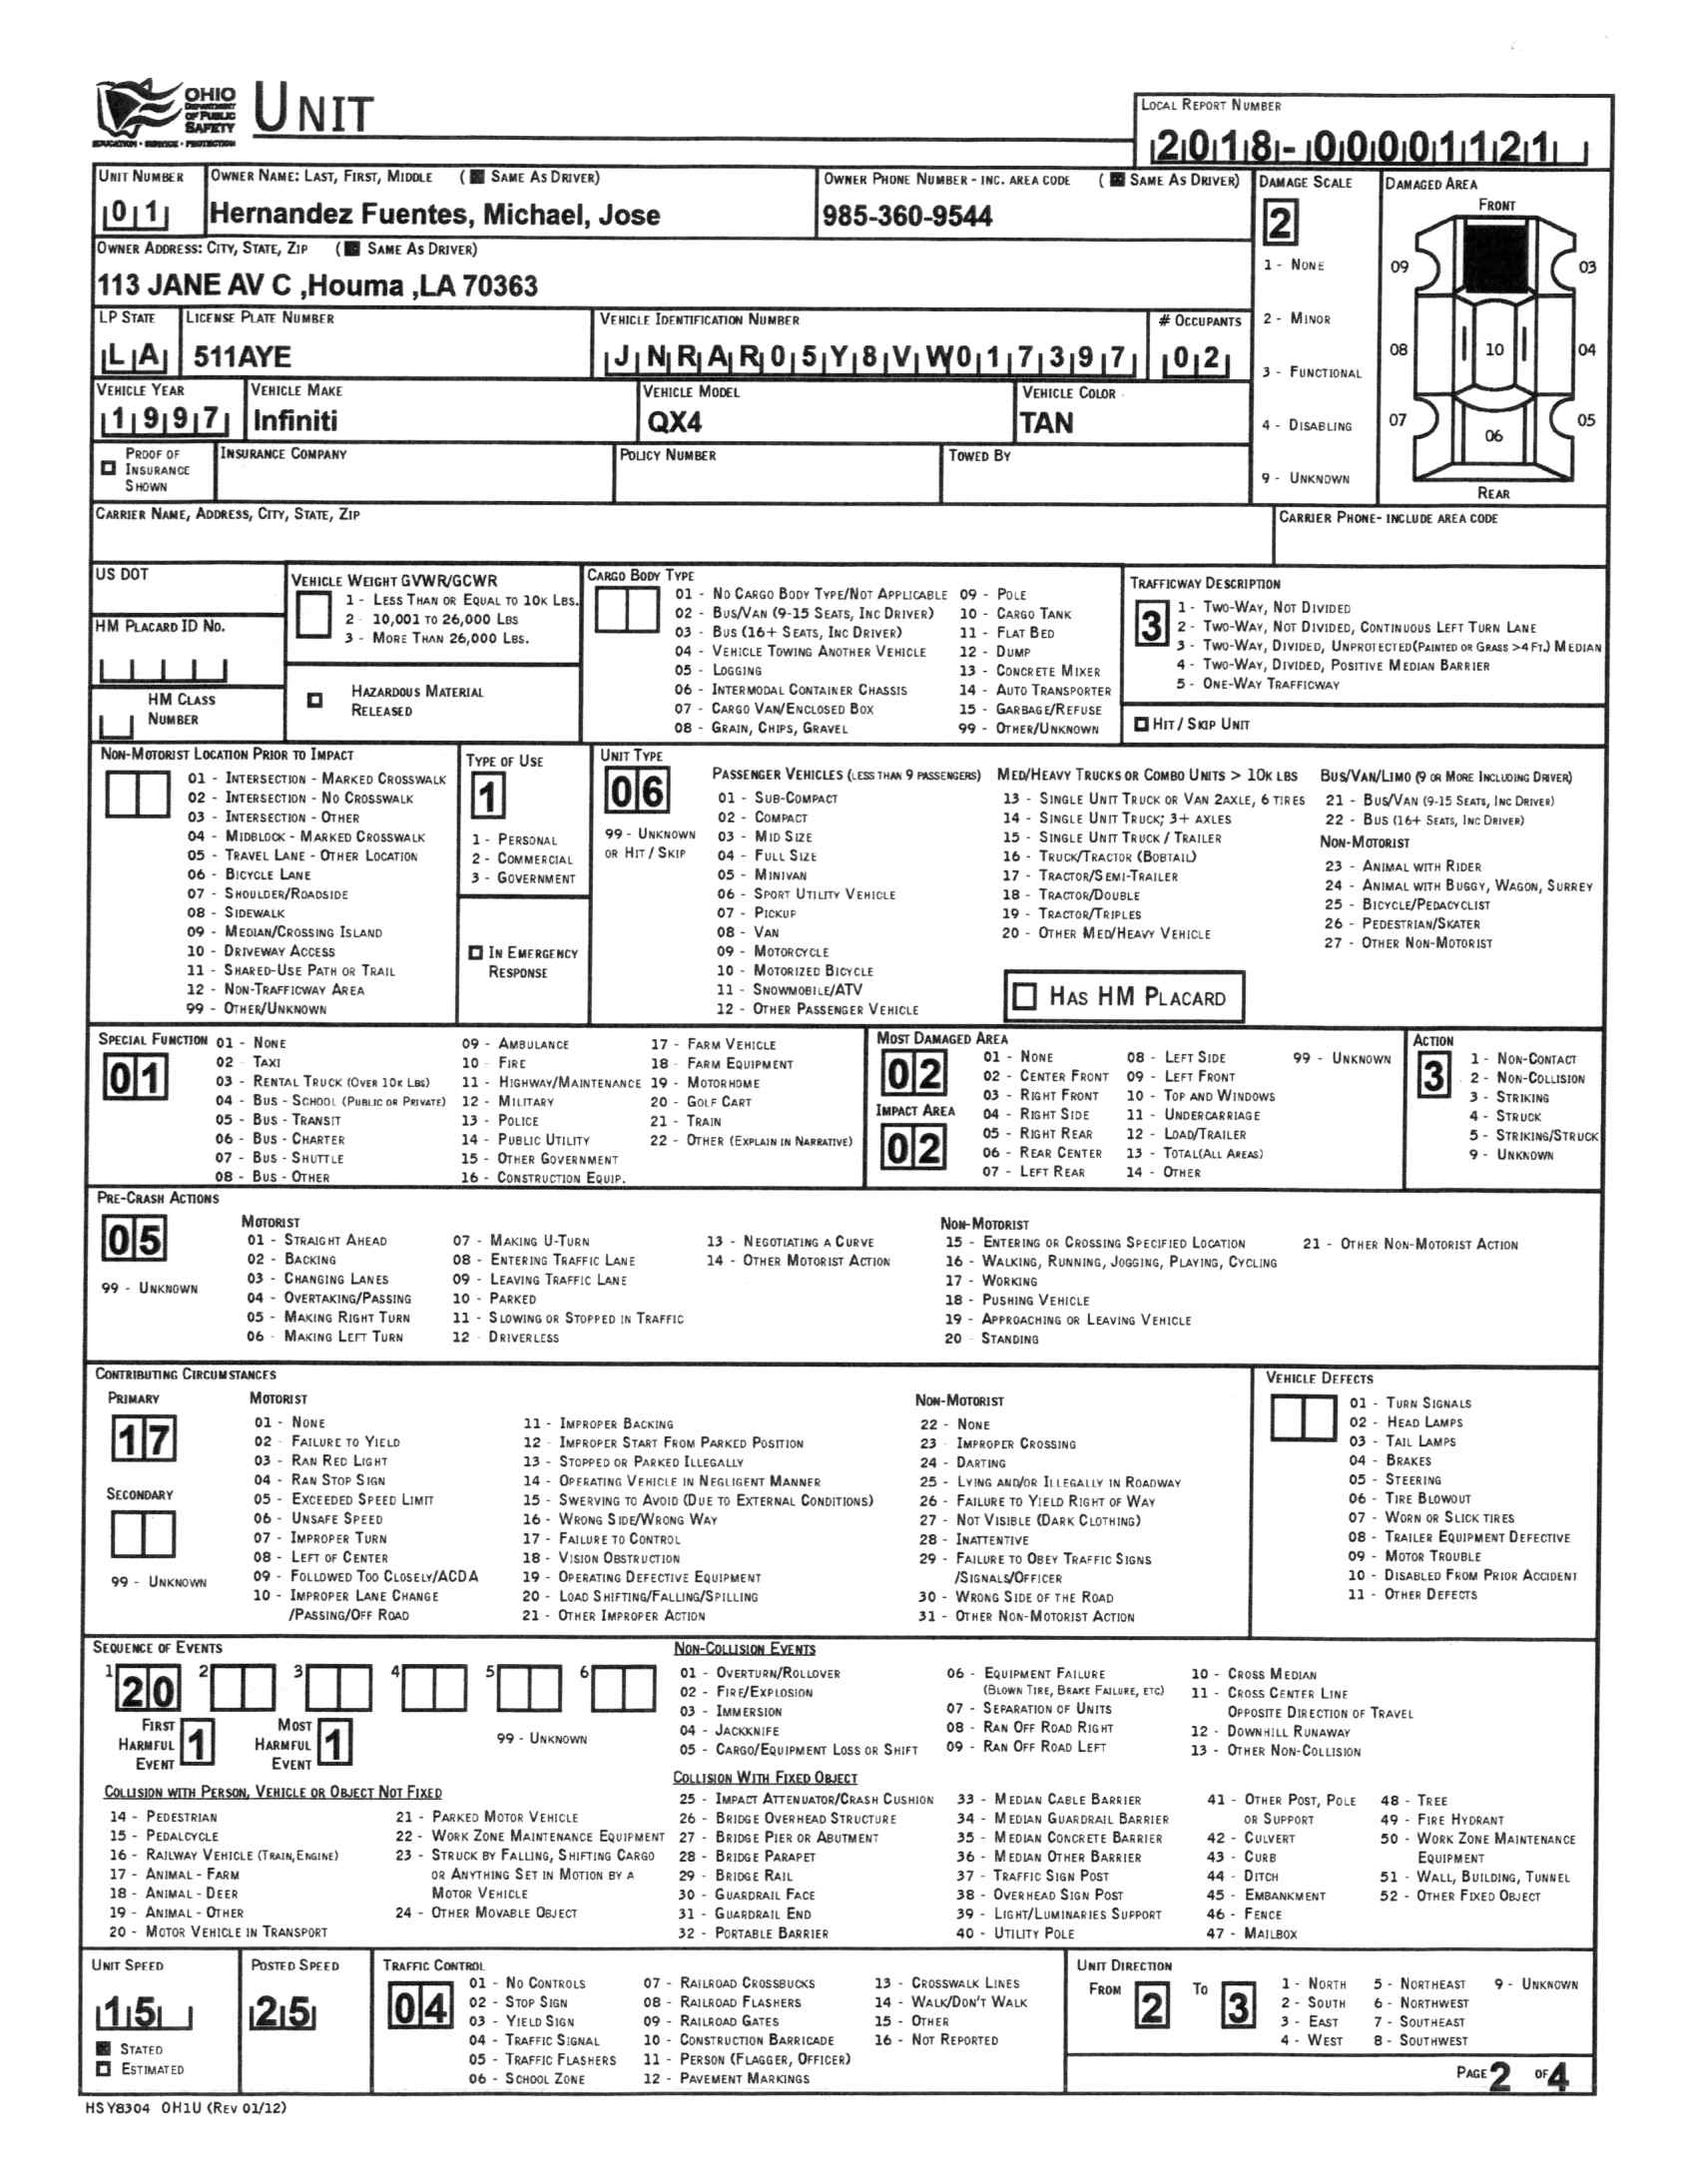 OHIO
DEPARTMENT
OF PUBLIC
SAFETY
EDUCATION • SERVICE • PROTECTION
UNIT
LOCAL REPORT NUMBER
2018-00001121
UNIT NUMBER
01
OWNER NAME: LAST, FIRST, MIDDLE ( ■ SAME AS DRIVER)
Hernandez Fuentes, Michael, Jose
OWNER PHONE NUMBER - INC. AREA CODE ( ■ SAME AS DRIVER)
985-360-9544
DAMAGE SCALE
2
1 - NONE
2 - MINOR
3 - FUNCTIONAL
4 - DISABLING
9 - UNKNOWN
DAMAGED AREA
FRONT
09
03
08
10
04
07
06
05
REAR
OWNER ADDRESS: CITY, STATE, ZIP ( ■ SAME AS DRIVER)
113 JANE AV C ,Houma ,LA 70363
LP STATE
LA
LICENSE PLATE NUMBER
511AYE
VEHICLE IDENTIFICATION NUMBER
JNRAR05Y8VW017397
# OCCUPANTS
02
VEHICLE YEAR
1997
VEHICLE MAKE
Infiniti
VEHICLE MODEL
QX4
VEHICLE COLOR
TAN
PROOF OF
INSURANCE
SHOWN
INSURANCE COMPANY
POLICY NUMBER
TOWED BY
CARRIER NAME, ADDRESS, CITY, STATE, ZIP
CARRIER PHONE- INCLUDE AREA CODE
US DOT
HM PLACARD ID NO.
HM CLASS
NUMBER
VEHICLE WEIGHT GVWR/GCWR
1 - LESS THAN OR EQUAL TO 10K LBS.
2 - 10,001 TO 26,000 LBS
3 - MORE THAN 26,000 LBS.
HAZARDOUS MATERIAL
RELEASED
CARGO BODY TYPE
01 - NO CARGO BODY TYPE/NOT APPLICABLE
02 - BUS/VAN (9-15 SEATS, INC DRIVER)
03 - BUS (16+ SEATS, INC DRIVER)
04 - VEHICLE TOWING ANOTHER VEHICLE
05 - LOGGING
06 - INTERMODAL CONTAINER CHASSIS
07 - CARGO VAN/ENCLOSED BOX
08 - GRAIN, CHIPS, GRAVEL
09 - POLE
10 - CARGO TANK
11 - FLAT BED
12 - DUMP
13 - CONCRETE MIXER
14 - AUTO TRANSPORTER
15 - GARBAGE/REFUSE
99 - OTHER/UNKNOWN
TRAFFICWAY DESCRIPTION
3
1 - TWO-WAY, NOT DIVIDED
2 - TWO-WAY, NOT DIVIDED, CONTINUOUS LEFT TURN LANE
3 - TWO-WAY, DIVIDED, UNPROTECTED(PAINTED OR GRASS >4 FT.) MEDIAN
4 - TWO-WAY, DIVIDED, POSITIVE MEDIAN BARRIER
5 - ONE-WAY TRAFFICWAY
HIT / SKIP UNIT
NON-MOTORIST LOCATION PRIOR TO IMPACT
01 - INTERSECTION - MARKED CROSSWALK
02 - INTERSECTION - NO CROSSWALK
03 - INTERSECTION - OTHER
04 - MIDBLOCK - MARKED CROSSWALK
05 - TRAVEL LANE - OTHER LOCATION
06 - BICYCLE LANE
07 - SHOULDER/ROADSIDE
08 - SIDEWALK
09 - MEDIAN/CROSSING ISLAND
10 - DRIVEWAY ACCESS
11 - SHARED-USE PATH OR TRAIL
12 - NON-TRAFFICWAY AREA
99 - OTHER/UNKNOWN
TYPE OF USE
1
1 - PERSONAL
2 - COMMERCIAL
3 - GOVERNMENT
IN EMERGENCY
RESPONSE
UNIT TYPE
06
99 - UNKNOWN
OR HIT / SKIP
PASSENGER VEHICLES (LESS THAN 9 PASSENGERS)
01 - SUB-COMPACT
02 - COMPACT
03 - MID SIZE
04 - FULL SIZE
05 - MINIVAN
06 - SPORT UTILITY VEHICLE
07 - PICKUP
08 - VAN
09 - MOTORCYCLE
10 - MOTORIZED BICYCLE
11 - SNOWMOBILE/ATV
12 - OTHER PASSENGER VEHICLE
MED/HEAVY TRUCKS OR COMBO UNITS > 10K LBS
13 - SINGLE UNIT TRUCK OR VAN 2AXLE, 6 TIRES
14 - SINGLE UNIT TRUCK; 3+ AXLES
15 - SINGLE UNIT TRUCK / TRAILER
16 - TRUCK/TRACTOR (BOBTAIL)
17 - TRACTOR/SEMI-TRAILER
18 - TRACTOR/DOUBLE
19 - TRACTOR/TRIPLES
20 - OTHER MED/HEAVY VEHICLE
HAS HM PLACARD
BUS/VAN/LIMO (9 OR MORE INCLUDING DRIVER)
21 - BUS/VAN (9-15 SEATS, INC DRIVER)
22 - BUS (16+ SEATS, INC DRIVER)
NON-MOTORIST
23 - ANIMAL WITH RIDER
24 - ANIMAL WITH BUGGY, WAGON, SURREY
25 - BICYCLE/PEDACYCLIST
26 - PEDESTRIAN/SKATER
27 - OTHER NON-MOTORIST
SPECIAL FUNCTION
01
01 - NONE
02 - TAXI
03 - RENTAL TRUCK (OVER 10K LBS)
04 - BUS - SCHOOL (PUBLIC OR PRIVATE)
05 - BUS - TRANSIT
06 - BUS - CHARTER
07 - BUS - SHUTTLE
08 - BUS - OTHER
09 - AMBULANCE
10 - FIRE
11 - HIGHWAY/MAINTENANCE
12 - MILITARY
13 - POLICE
14 - PUBLIC UTILITY
15 - OTHER GOVERNMENT
16 - CONSTRUCTION EQUIP.
17 - FARM VEHICLE
18 - FARM EQUIPMENT
19 - MOTORHOME
20 - GOLF CART
21 - TRAIN
22 - OTHER (EXPLAIN IN NARRATIVE)
MOST DAMAGED AREA
02
IMPACT AREA
02
01 - NONE
02 - CENTER FRONT
03 - RIGHT FRONT
04 - RIGHT SIDE
05 - RIGHT REAR
06 - REAR CENTER
07 - LEFT REAR
08 - LEFT SIDE
09 - LEFT FRONT
10 - TOP AND WINDOWS
11 - UNDERCARRIAGE
12 - LOAD/TRAILER
13 - TOTAL(ALL AREAS)
14 - OTHER
99 - UNKNOWN
ACTION
3
1 - NON-CONTACT
2 - NON-COLLISION
3 - STRIKING
4 - STRUCK
5 - STRIKING/STRUCK
9 - UNKNOWN
PRE-CRASH ACTIONS
05
99 - UNKNOWN
MOTORIST
01 - STRAIGHT AHEAD
02 - BACKING
03 - CHANGING LANES
04 - OVERTAKING/PASSING
05 - MAKING RIGHT TURN
06 - MAKING LEFT TURN
07 - MAKING U-TURN
08 - ENTERING TRAFFIC LANE
09 - LEAVING TRAFFIC LANE
10 - PARKED
11 - SLOWING OR STOPPED IN TRAFFIC
12 - DRIVERLESS
13 - NEGOTIATING A CURVE
14 - OTHER MOTORIST ACTION
NON-MOTORIST
15 - ENTERING OR CROSSING SPECIFIED LOCATION
16 - WALKING, RUNNING, JOGGING, PLAYING, CYCLING
17 - WORKING
18 - PUSHING VEHICLE
19 - APPROACHING OR LEAVING VEHICLE
20 - STANDING
21 - OTHER NON-MOTORIST ACTION
CONTRIBUTING CIRCUMSTANCES
PRIMARY
17
SECONDARY
99 - UNKNOWN
MOTORIST
01 - NONE
02 - FAILURE TO YIELD
03 - RAN RED LIGHT
04 - RAN STOP SIGN
05 - EXCEEDED SPEED LIMIT
06 - UNSAFE SPEED
07 - IMPROPER TURN
08 - LEFT OF CENTER
09 - FOLLOWED TOO CLOSELY/ACDA
10 - IMPROPER LANE CHANGE
/PASSING/OFF ROAD
11 - IMPROPER BACKING
12 - IMPROPER START FROM PARKED POSITION
13 - STOPPED OR PARKED ILLEGALLY
14 - OPERATING VEHICLE IN NEGLIGENT MANNER
15 - SWERVING TO AVOID (DUE TO EXTERNAL CONDITIONS)
16 - WRONG SIDE/WRONG WAY
17 - FAILURE TO CONTROL
18 - VISION OBSTRUCTION
19 - OPERATING DEFECTIVE EQUIPMENT
20 - LOAD SHIFTING/FALLING/SPILLING
21 - OTHER IMPROPER ACTION
NON-MOTORIST
22 - NONE
23 - IMPROPER CROSSING
24 - DARTING
25 - LYING AND/OR ILLEGALLY IN ROADWAY
26 - FAILURE TO YIELD RIGHT OF WAY
27 - NOT VISIBLE (DARK CLOTHING)
28 - INATTENTIVE
29 - FAILURE TO OBEY TRAFFIC SIGNS
/SIGNALS/OFFICER
30 - WRONG SIDE OF THE ROAD
31 - OTHER NON-MOTORIST ACTION
VEHICLE DEFECTS
01 - TURN SIGNALS
02 - HEAD LAMPS
03 - TAIL LAMPS
04 - BRAKES
05 - STEERING
06 - TIRE BLOWOUT
07 - WORN OR SLICK TIRES
08 - TRAILER EQUIPMENT DEFECTIVE
09 - MOTOR TROUBLE
10 - DISABLED FROM PRIOR ACCIDENT
11 - OTHER DEFECTS
SEQUENCE OF EVENTS
1 20 2 3 4 5 6
FIRST
HARMFUL
EVENT
1
MOST
HARMFUL
EVENT
1
99 - UNKNOWN
NON-COLLISION EVENTS
01 - OVERTURN/ROLLOVER
02 - FIRE/EXPLOSION
03 - IMMERSION
04 - JACKKNIFE
05 - CARGO/EQUIPMENT LOSS OR SHIFT
06 - EQUIPMENT FAILURE
(BLOWN TIRE, BRAKE FAILURE, ETC)
07 - SEPARATION OF UNITS
08 - RAN OFF ROAD RIGHT
09 - RAN OFF ROAD LEFT
10 - CROSS MEDIAN
11 - CROSS CENTER LINE
OPPOSITE DIRECTION OF TRAVEL
12 - DOWNHILL RUNAWAY
13 - OTHER NON-COLLISION
COLLISION WITH PERSON, VEHICLE OR OBJECT NOT FIXED
14 - PEDESTRIAN
15 - PEDALCYCLE
16 - RAILWAY VEHICLE (TRAIN,ENGINE)
17 - ANIMAL - FARM
18 - ANIMAL - DEER
19 - ANIMAL - OTHER
20 - MOTOR VEHICLE IN TRANSPORT
21 - PARKED MOTOR VEHICLE
22 - WORK ZONE MAINTENANCE EQUIPMENT
23 - STRUCK BY FALLING, SHIFTING CARGO
OR ANYTHING SET IN MOTION BY A
MOTOR VEHICLE
24 - OTHER MOVABLE OBJECT
COLLISION WITH FIXED OBJECT
25 - IMPACT ATTENUATOR/CRASH CUSHION
26 - BRIDGE OVERHEAD STRUCTURE
27 - BRIDGE PIER OR ABUTMENT
28 - BRIDGE PARAPET
29 - BRIDGE RAIL
30 - GUARDRAIL FACE
31 - GUARDRAIL END
32 - PORTABLE BARRIER
33 - MEDIAN CABLE BARRIER
34 - MEDIAN GUARDRAIL BARRIER
35 - MEDIAN CONCRETE BARRIER
36 - MEDIAN OTHER BARRIER
37 - TRAFFIC SIGN POST
38 - OVERHEAD SIGN POST
39 - LIGHT/LUMINARIES SUPPORT
40 - UTILITY POLE
41 - OTHER POST, POLE
OR SUPPORT
42 - CULVERT
43 - CURB
44 - DITCH
45 - EMBANKMENT
46 - FENCE
47 - MAILBOX
48 - TREE
49 - FIRE HYDRANT
50 - WORK ZONE MAINTENANCE
EQUIPMENT
51 - WALL, BUILDING, TUNNEL
52 - OTHER FIXED OBJECT
UNIT SPEED
15
STATED
ESTIMATED
POSTED SPEED
25
TRAFFIC CONTROL
04
01 - NO CONTROLS
02 - STOP SIGN
03 - YIELD SIGN
04 - TRAFFIC SIGNAL
05 - TRAFFIC FLASHERS
06 - SCHOOL ZONE
07 - RAILROAD CROSSBUCKS
08 - RAILROAD FLASHERS
09 - RAILROAD GATES
10 - CONSTRUCTION BARRICADE
11 - PERSON (FLAGGER, OFFICER)
12 - PAVEMENT MARKINGS
13 - CROSSWALK LINES
14 - WALK/DON'T WALK
15 - OTHER
16 - NOT REPORTED
UNIT DIRECTION
FROM 2 TO 3
1 - NORTH
2 - SOUTH
3 - EAST
4 - WEST
5 - NORTHEAST
6 - NORTHWEST
7 - SOUTHEAST
8 - SOUTHWEST
9 - UNKNOWN
PAGE 2 OF 4
HSY8304 OH1U (REV 01/12)